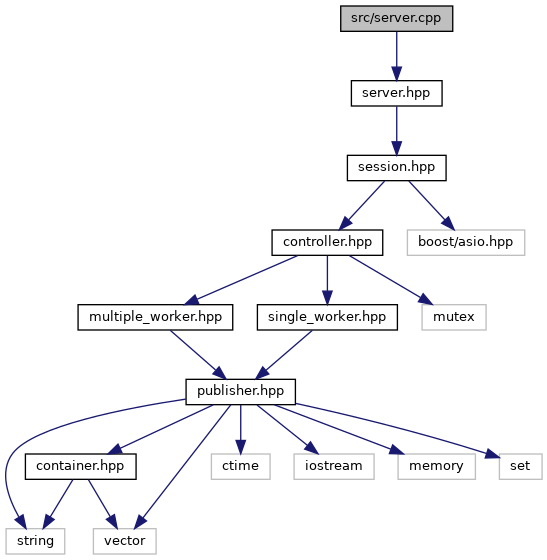 src/server.cpp
server.hpp
session.hpp
controller.hpp
boost/asio.hpp
multiple_worker.hpp
single_worker.hpp
mutex
publisher.hpp
container.hpp
ctime
iostream
memory
set
string
vector